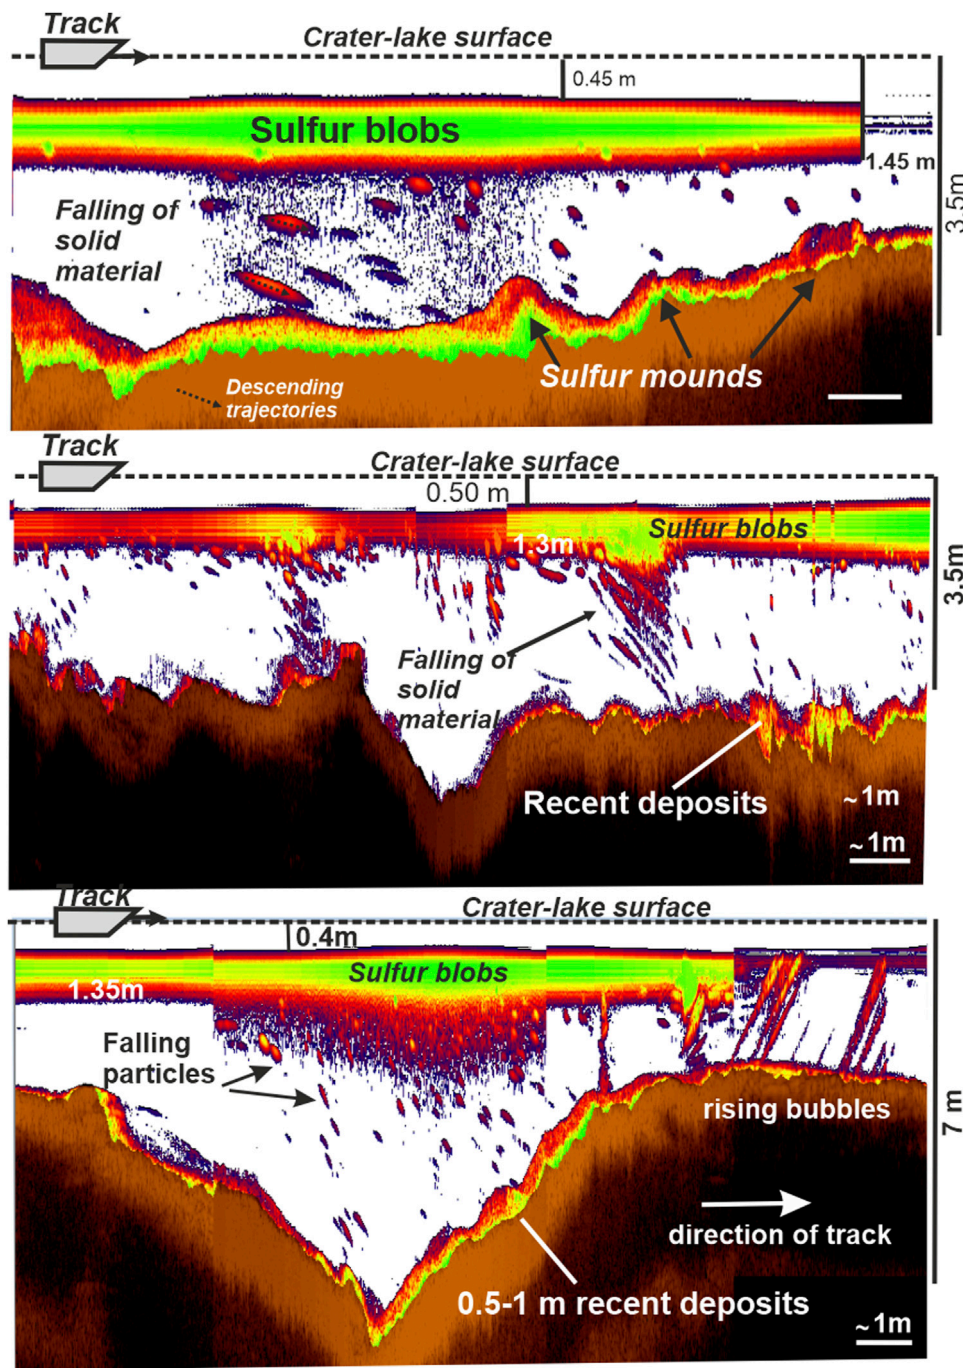 Track
Crater-lake surface
0.45 m
Sulfur blobs
1.45 m
3.5m
Falling of
solid
material
Sulfur mounds
Descending
trajectories
Track
Crater-lake surface
0.50 m
Sulfur blobs
1.3m
3.5m
Falling of
solid
material
Recent deposits
~1m
~1m
Track
Crater-lake surface
0.4m
Sulfur blobs
1.35m
Falling
particles
rising bubbles
7 m
direction of track
0.5-1 m recent deposits
~1m